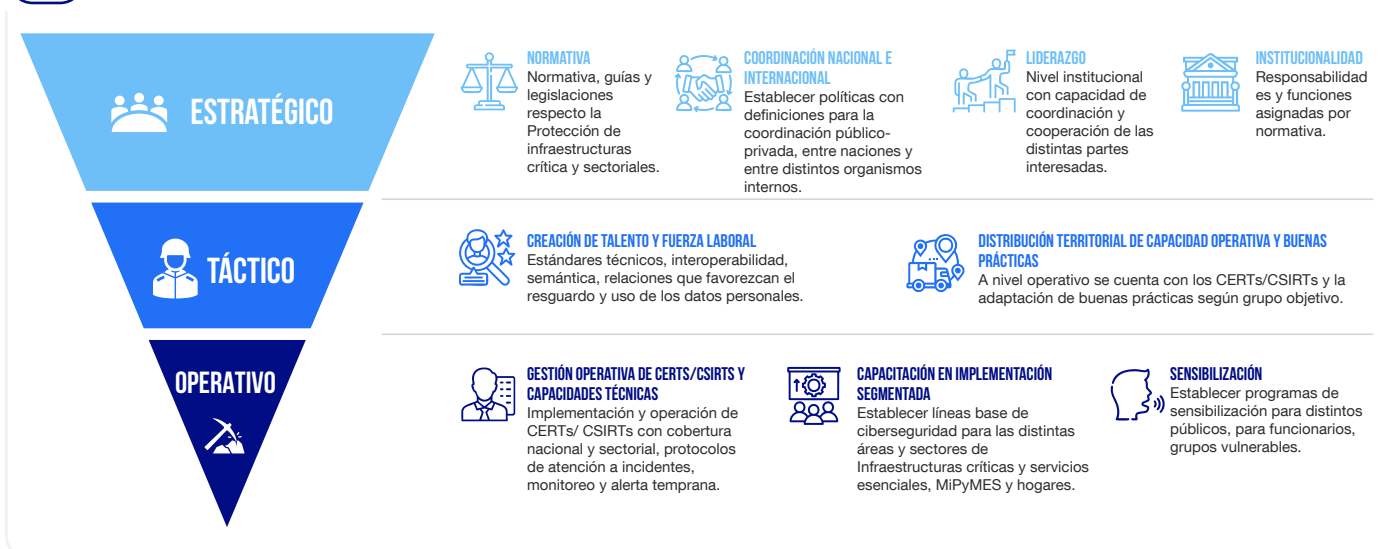 ESTRATÉGICO
NORMATIVA
Normativa, guías y
legislaciones
respecto la
Protección de
infraestructuras
crítica y sectoriales.
COORDINACIÓN NACIONAL E
INTERNACIONAL
Establecer políticas con
definiciones para la
coordinación público-
privada, entre naciones y
entre distintos organismos
internos.
LIDERAZGO
Nivel institucional
con capacidad de
coordinación y
cooperación de las
distintas partes
interesadas.
INSTITUCIONALIDAD
Responsabilidad
es y funciones
asignadas por
normativa.
TÁCTICO
CREACIÓN DE TALENTO Y FUERZA LABORAL
Estándares técnicos, interoperabilidad,
semántica, relaciones que favorezcan el
resguardo y uso de los datos personales.
DISTRIBUCIÓN TERRITORIAL DE CAPACIDAD OPERATIVA Y BUENAS
PRÁCTICAS
A nivel operativo se cuenta con los CERTs/CSIRTs y la
adaptación de buenas prácticas según grupo objetivo.
OPERATIVO
GESTIÓN OPERATIVA DE CERTS/CSIRTS Y
CAPACIDADES TÉCNICAS
Implementación y operación de
CERTs/ CSIRTs con cobertura
nacional y sectorial, protocolos
de atención a incidentes,
monitoreo y alerta temprana.
CAPACITACIÓN EN IMPLEMENTACIÓN
SEGMENTADA
Establecer líneas base de
ciberseguridad para las distintas
áreas y sectores de
Infraestructuras críticas y servicios
esenciales, MiPyMES y hogares.
SENSIBILIZACIÓN
Establecer programas de
sensibilización para distintos
públicos, para funcionarios,
grupos vulnerables.